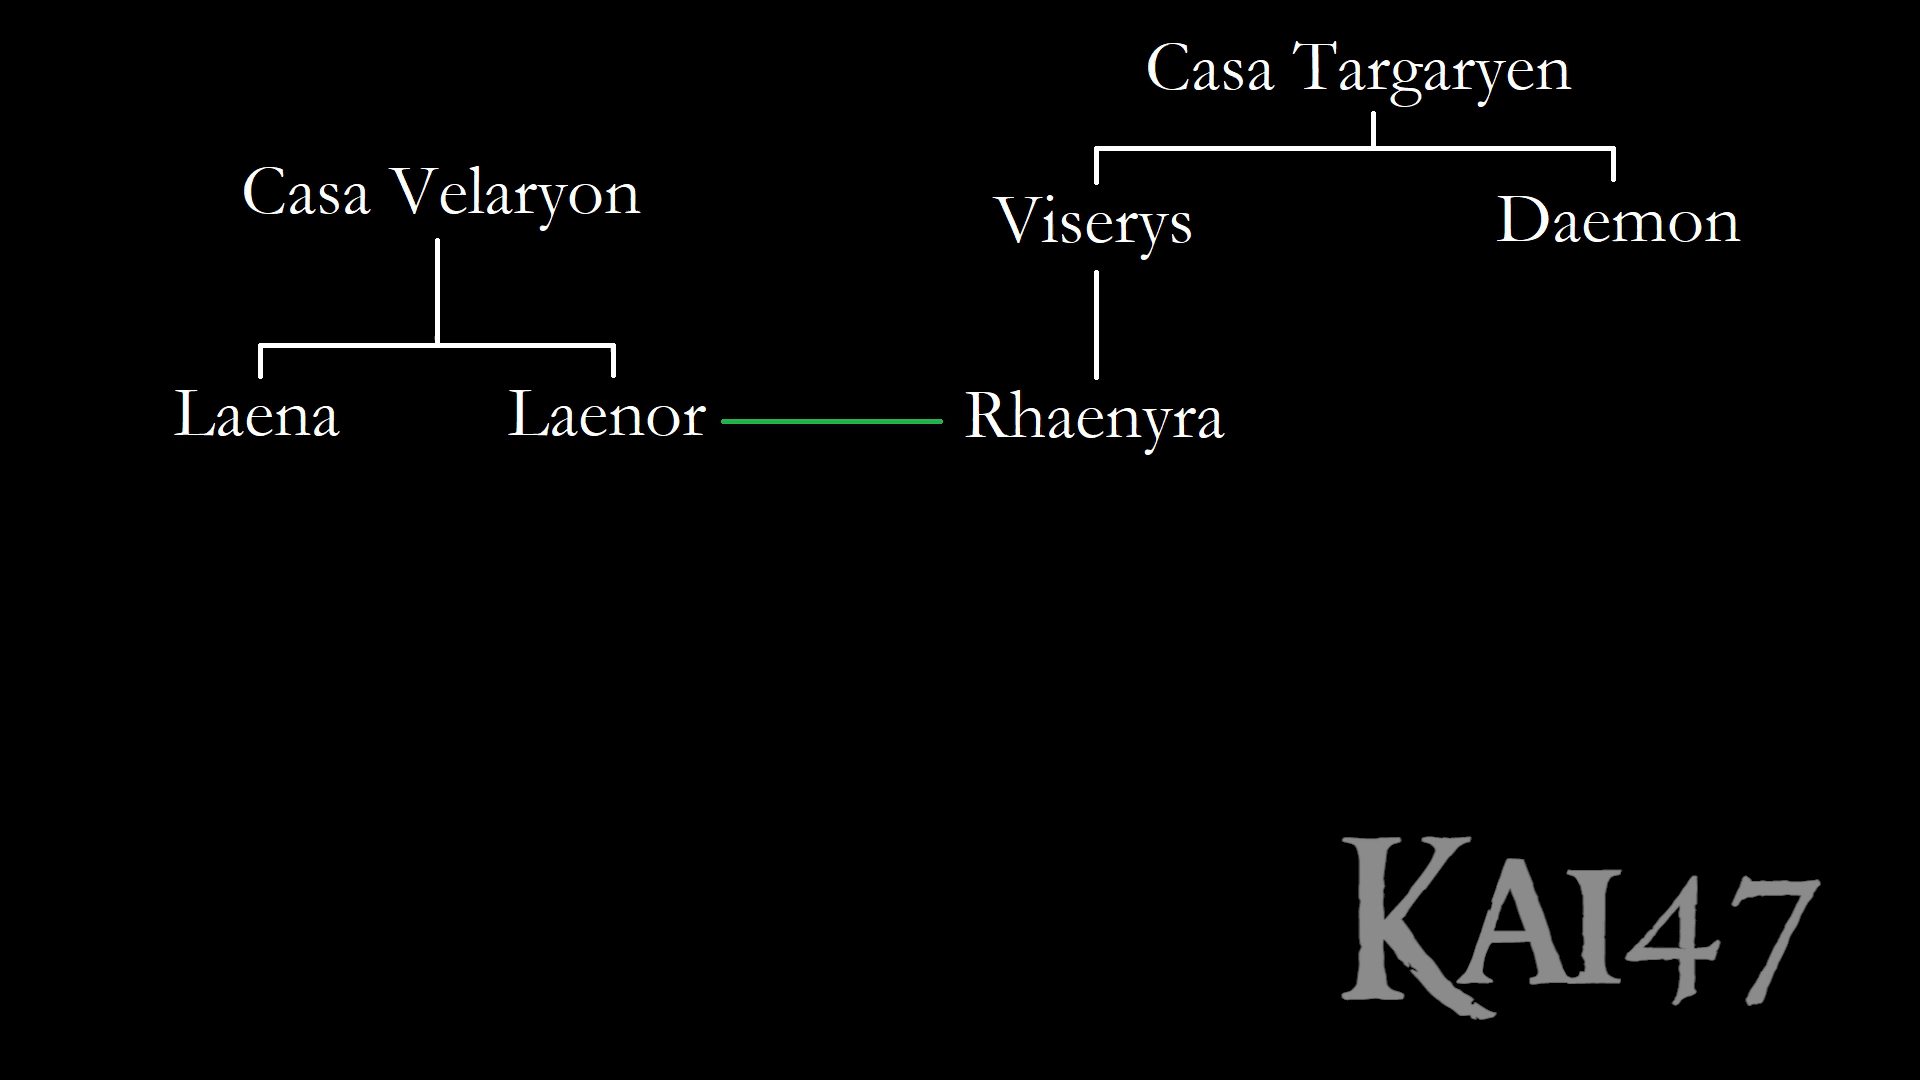 Casa Targaryen
Casa Velaryon
Viserys
Daemon
Laena
Laenor
Rhaenyra
KAI47